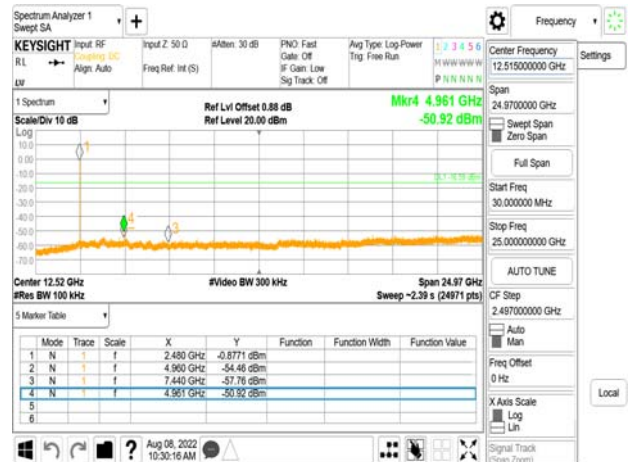 Spectrum Analyzer 1
Swept SA
Frequency
KEYSIGHT
Input: RF
Coupling: DC
Align: Auto
Input Z: 50 Ω
Freq Ref: Int (S)
#Atten: 30 dB
PNO: Fast
Gate: Off
IF Gain: Low
Sig Track: Off
Avg Type: Log-Power
Trig: Free Run
1 2 3 4 5 6
M W W W W W
P N N N N N
RL
1 Spectrum
Scale/Div 10 dB
Log
Ref Lvl Offset 0.88 dB
Ref Level 20.00 dBm
Mkr4 4.961 GHz
-50.92 dBm
10.0
0.00
-10.0
-20.0
-30.0
-40.0
-50.0
-60.0
-70.0
1
4
3
Center 12.52 GHz
#Res BW 100 kHz
#Video BW 300 kHz
Span 24.97 GHz
Sweep ~2.39 s (24971 pts)
5 Marker Table
Mode Trace Scale X Y Function Function Width Function Value
1 N 1 f 2.480 GHz -0.8771 dBm
2 N 1 f 4.960 GHz -54.46 dBm
3 N 1 f 7.440 GHz -57.76 dBm
4 N 1 f 4.961 GHz -50.92 dBm
5
6
?
Aug 08, 2022
10:30:16 AM
Center Frequency
12.515000000 GHz
Settings
Span
24.9700000 GHz
Swept Span
Zero Span
Full Span
Start Freq
30.000000 MHz
Stop Freq
25.000000000 GHz
AUTO TUNE
CF Step
2.497000000 GHz
Auto
Man
Freq Offset
0 Hz
X Axis Scale
Log
Lin
Local
Signal Track
(Span Zoom)